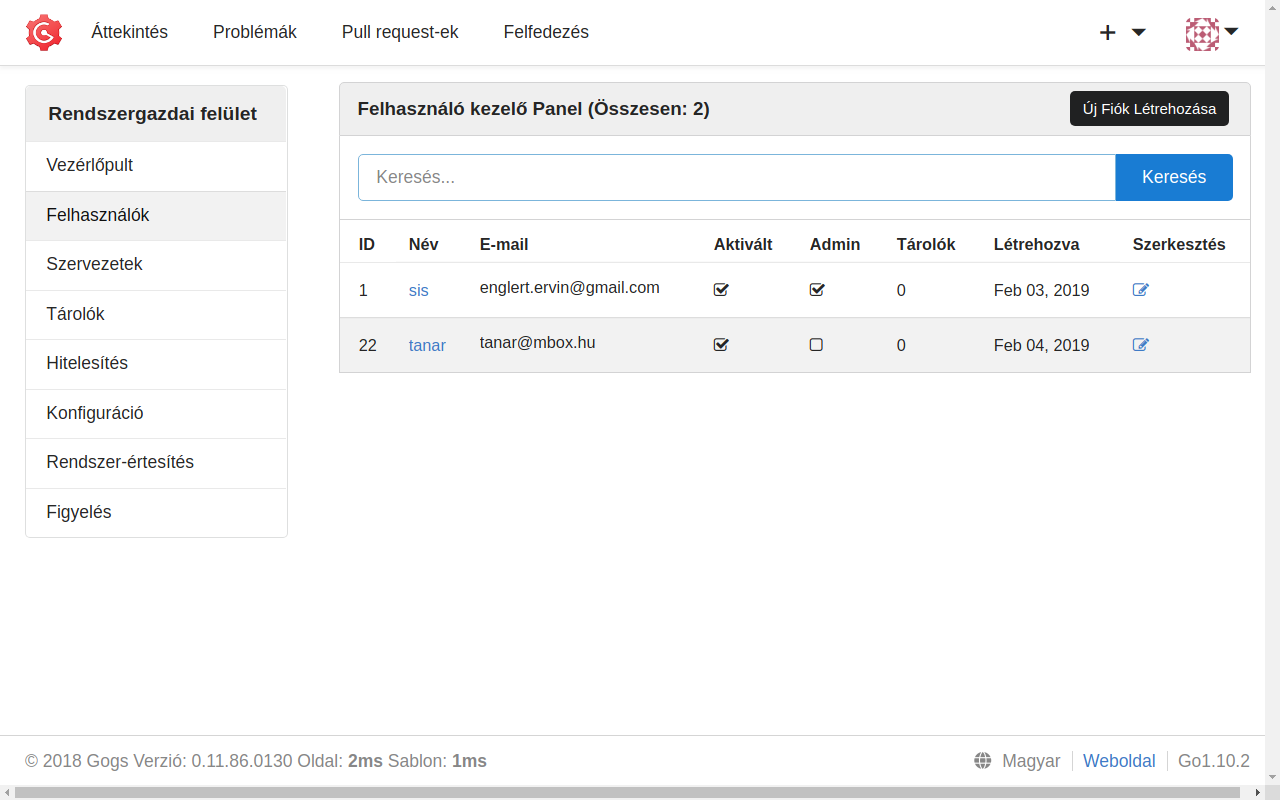 Áttekintés Problémák Pull request-ek Felfedezés
Rendszergazdai felület
Vezérlőpult
Felhasználók
Szervezetek
Tárolók
Hitelesítés
Konfiguráció
Rendszer-értesítés
Figyelés
Felhasználó kezelő Panel (Összesen: 2) Új Fiók Létrehozása
Keresés... Keresés
ID Név E-mail Aktivált Admin Tárolók Létrehozva Szerkesztés
1 sis englert.ervin@gmail.com 0 Feb 03, 2019
22 tanar tanar@mbox.hu 0 Feb 04, 2019
© 2018 Gogs Verzió: 0.11.86.0130 Oldal: 2ms Sablon: 1ms Magyar Weboldal Go1.10.2